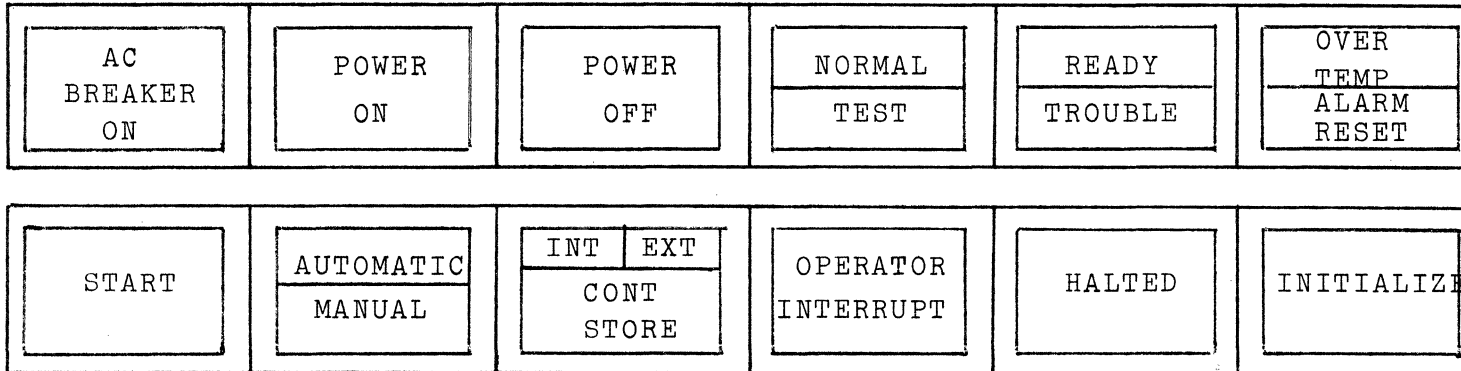 AC
BREAKER
ON
POWER
ON
POWER
OFF
NORMAL
TEST
READY
TROUBLE
OVER
TEMP
ALARM
RESET
START
AUTOMATIC
MANUAL
INT EXT
CONT
STORE
OPERATOR
INTERRUPT
HALTED
INITIALIZE